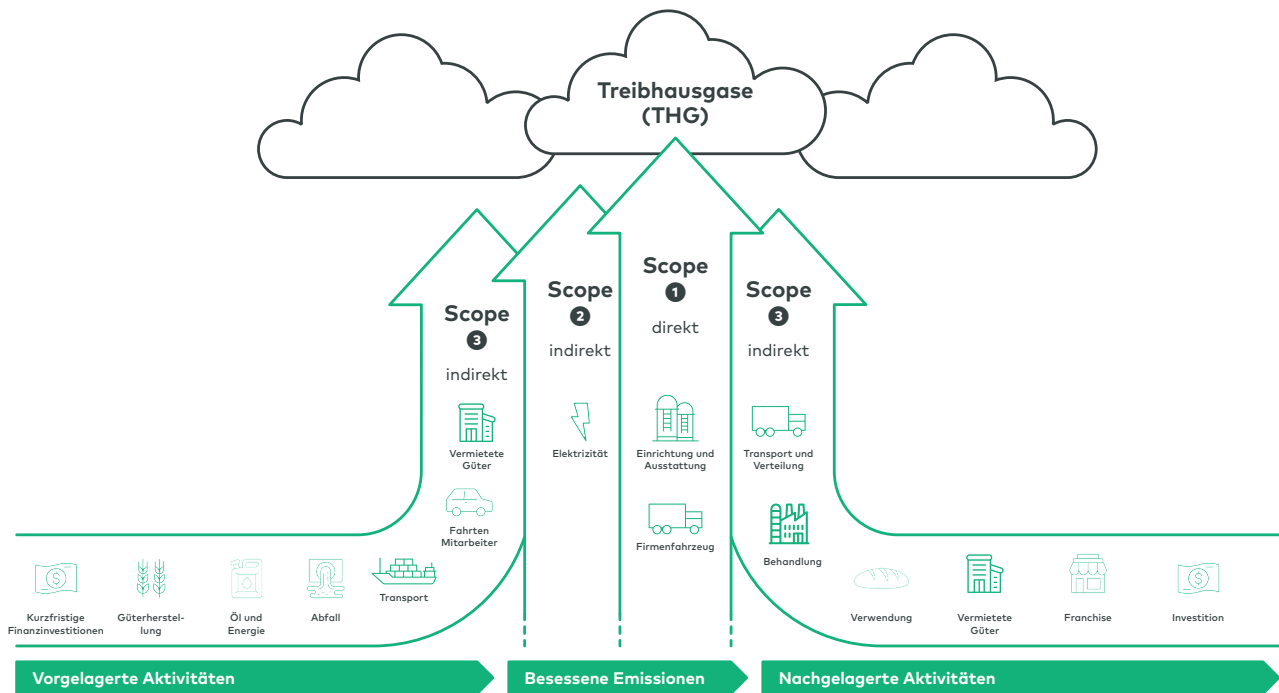 Treibhausgase
(THG)
Scope
3
indirekt
Vermietete
Güter
Fahrten
Mitarbeiter
Scope
2
indirekt
Elektrizität
Scope
1
direkt
Einrichtung und
Ausstattung
Firmenfahrzeug
Scope
3
indirekt
Transport und
Verteilung
Behandlung
$
Kurzfristige
Finanzinvestitionen
Güterherstel-
lung
Öl und
Energie
Abfall
Transport
Verwendung
Vermietete
Güter
Franchise
$
Investition
Vorgelagerte Aktivitäten
Besessene Emissionen
Nachgelagerte Aktivitäten